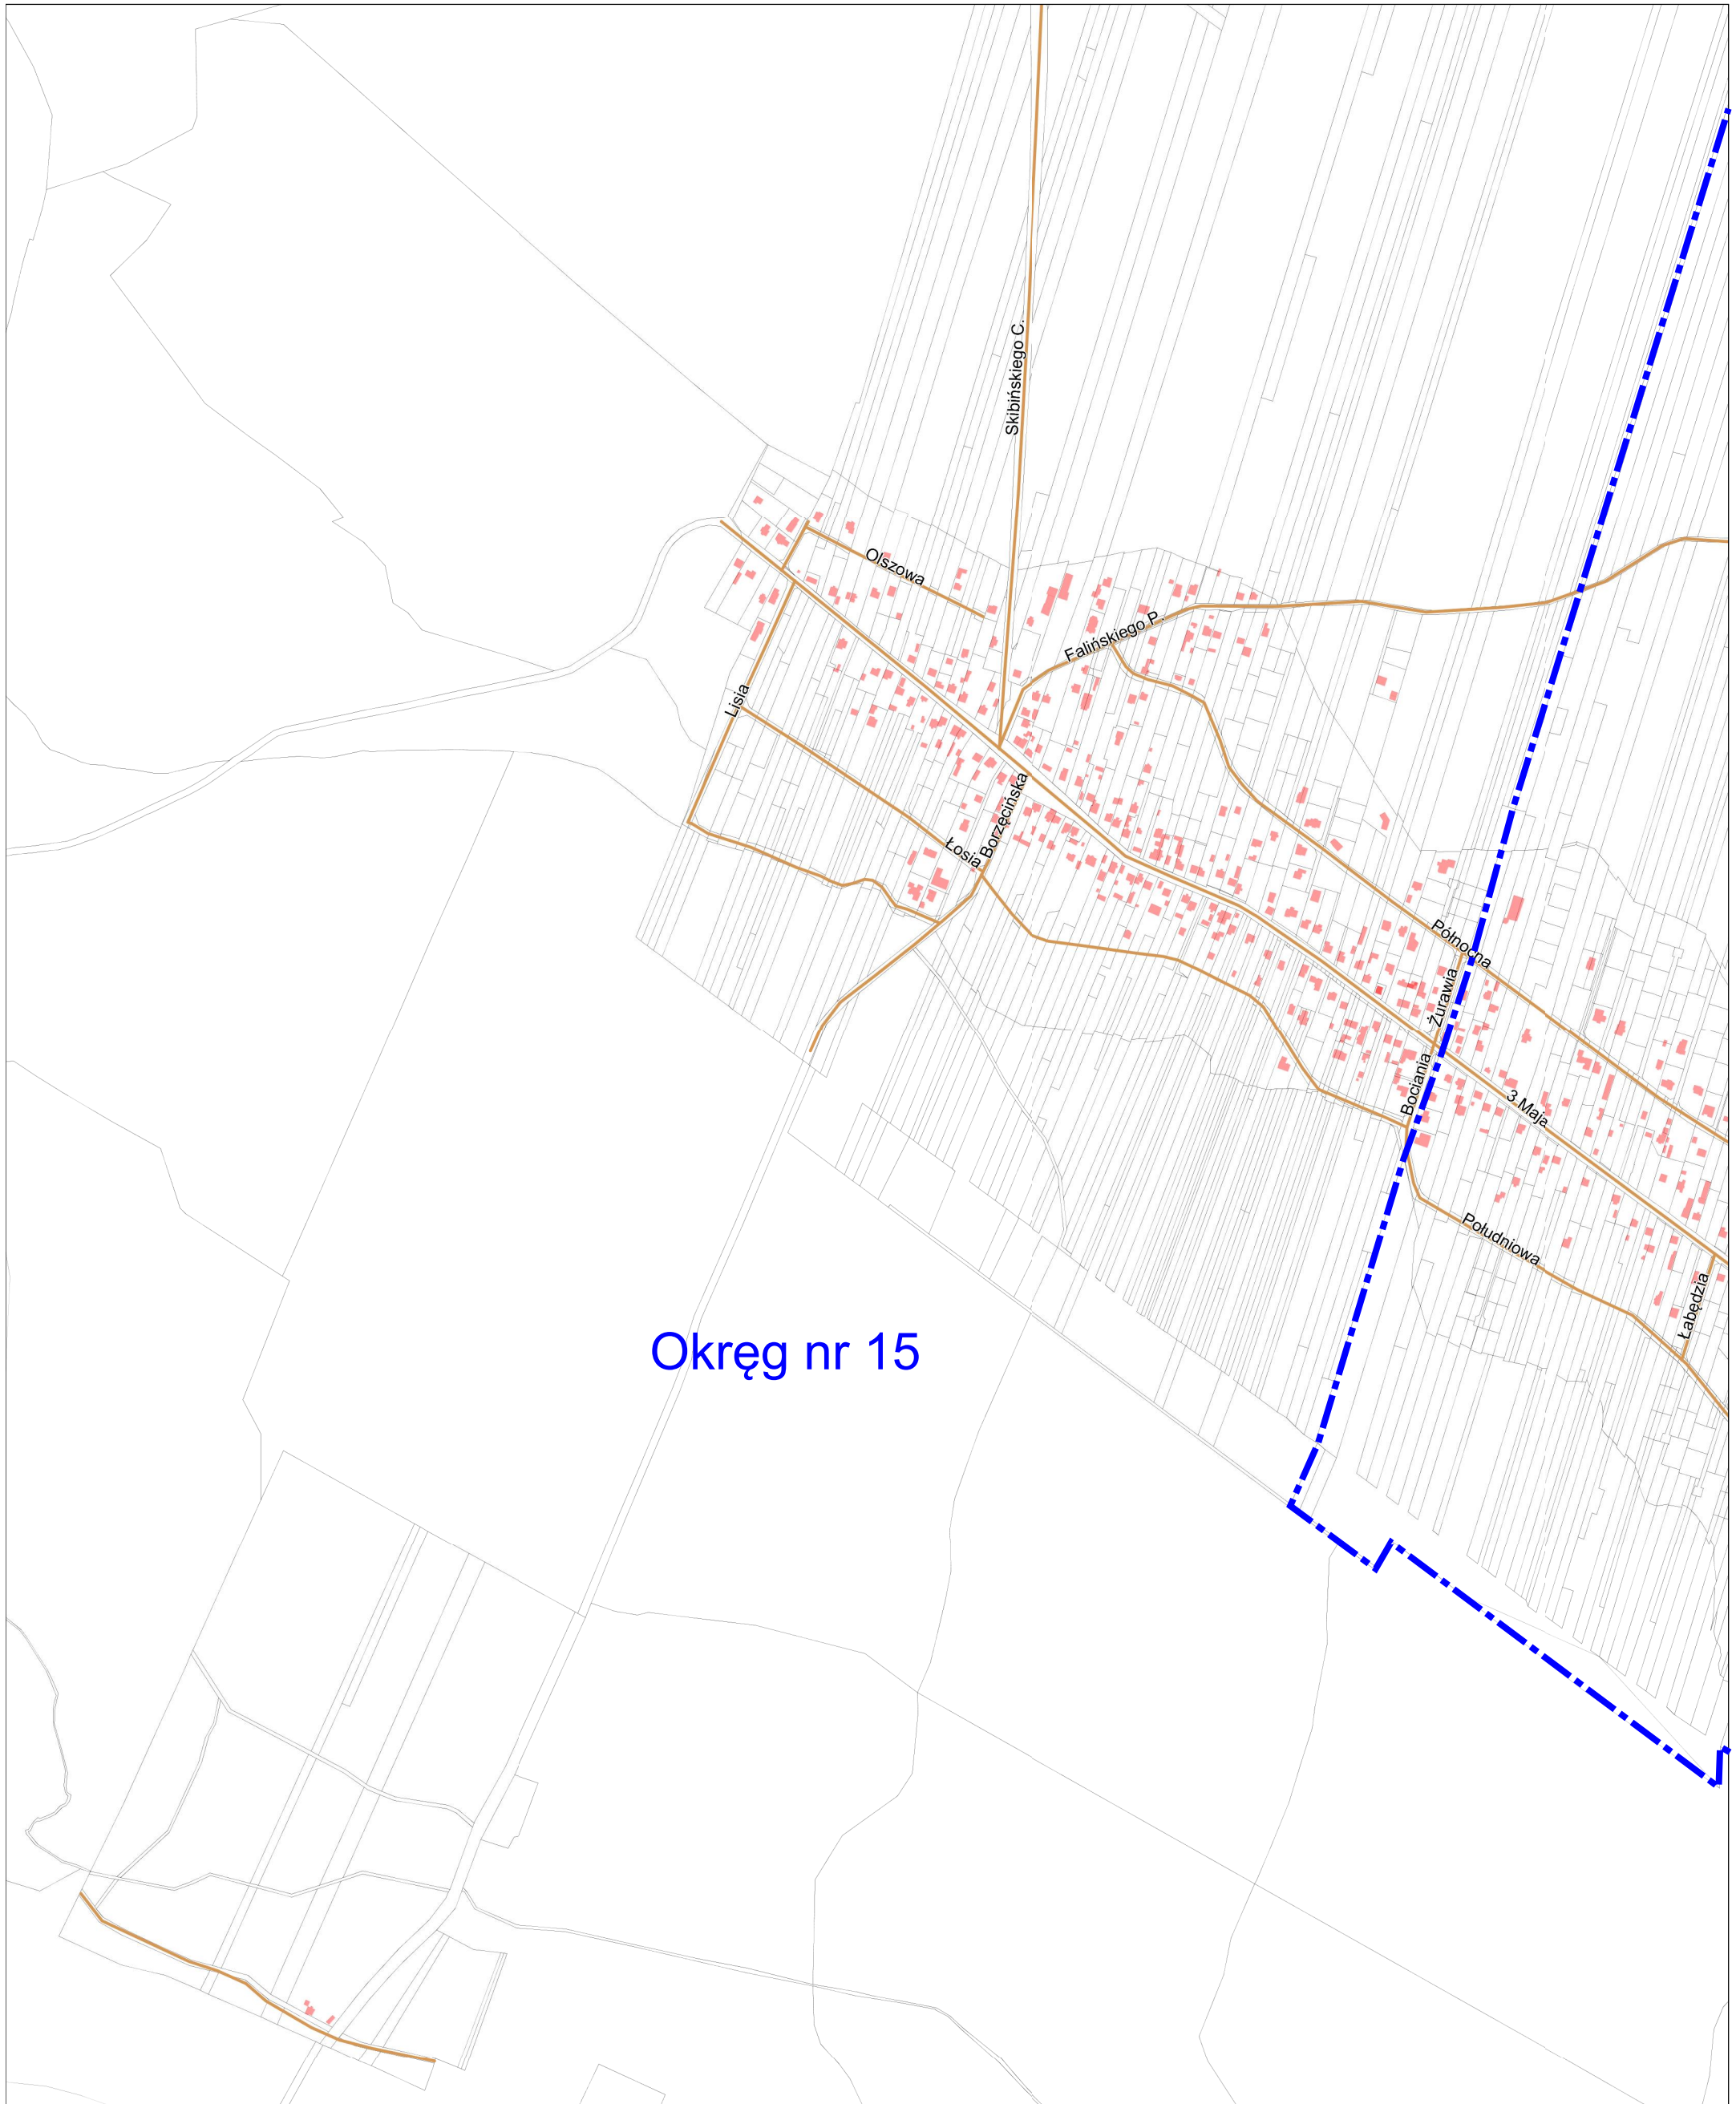 Skibińskiego C.
Olszowa
Falińskiego P.
Lisia
Borzęcińska
Łosia
Północna
Żurawia
Bociania
3 Maja
Południowa
Łabędzia
Okręg nr 15